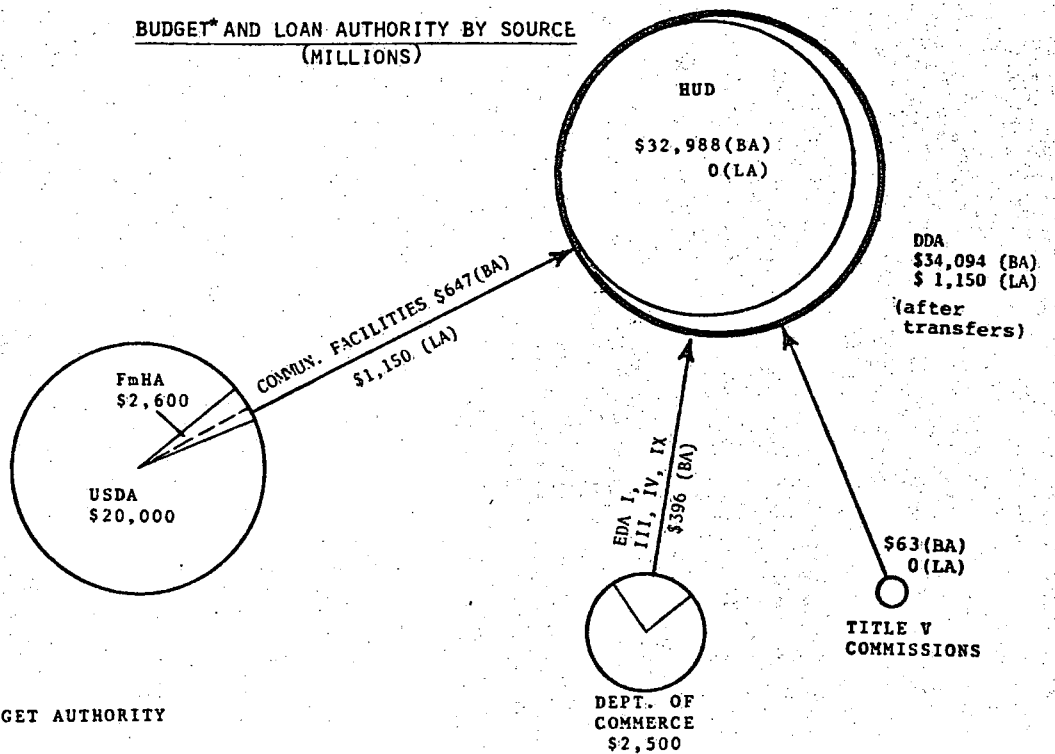 BUDGET* AND LOAN AUTHORITY BY SOURCE
(MILLIONS)
HUD
$32,988(BA)
0(LA)
DDA
$34,094 (BA)
$ 1,150 (LA)
(after
transfers)
COMMUN. FACILITIES $647(BA)
$1,150 (LA)
FmHA
$2,600
USDA
$20,000
EDA I,
III, IV, IX
$396 (BA)
$63(BA)
0(LA)
TITLE V
COMMISSIONS
DEPT. OF
COMMERCE
$2,500
GET AUTHORITY